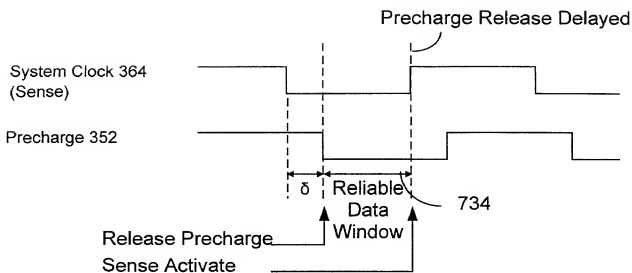 Precharge Release Delayed
System Clock 364
(Sense)
Precharge 352
δ
Reliable
Data
Window
734
Release Precharge
Sense Activate